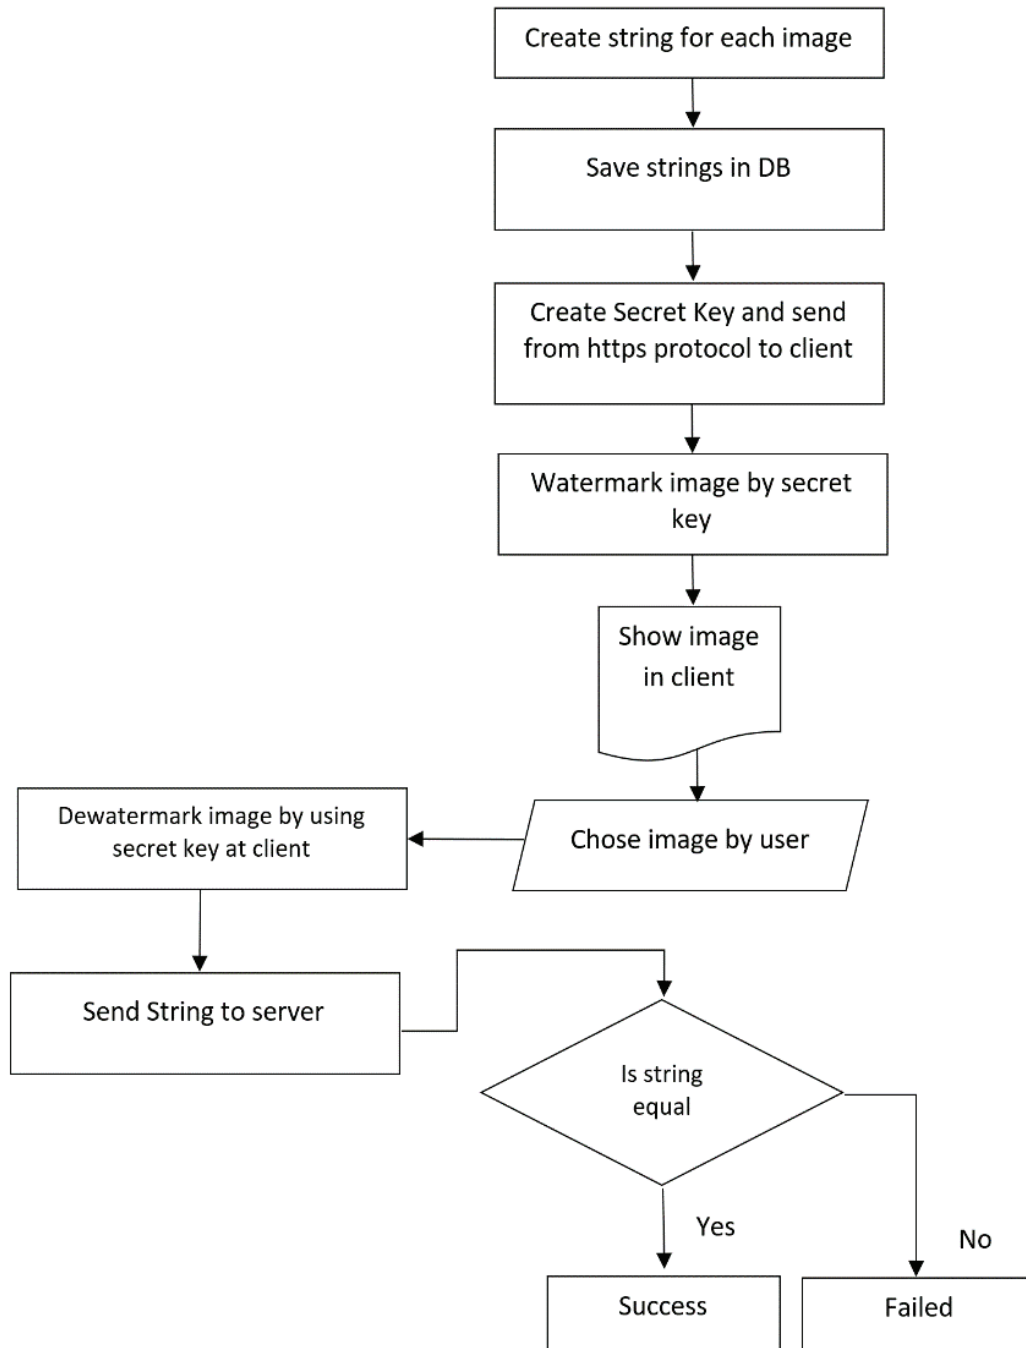 Create string for each image
Save strings in DB
Create Secret Key and send
from https protocol to client
Watermark image by secret
key
Show image
in client
Chose image by user
Dewatermark image by using
secret key at client
Send String to server
Is string
equal
Yes
No
Success
Failed